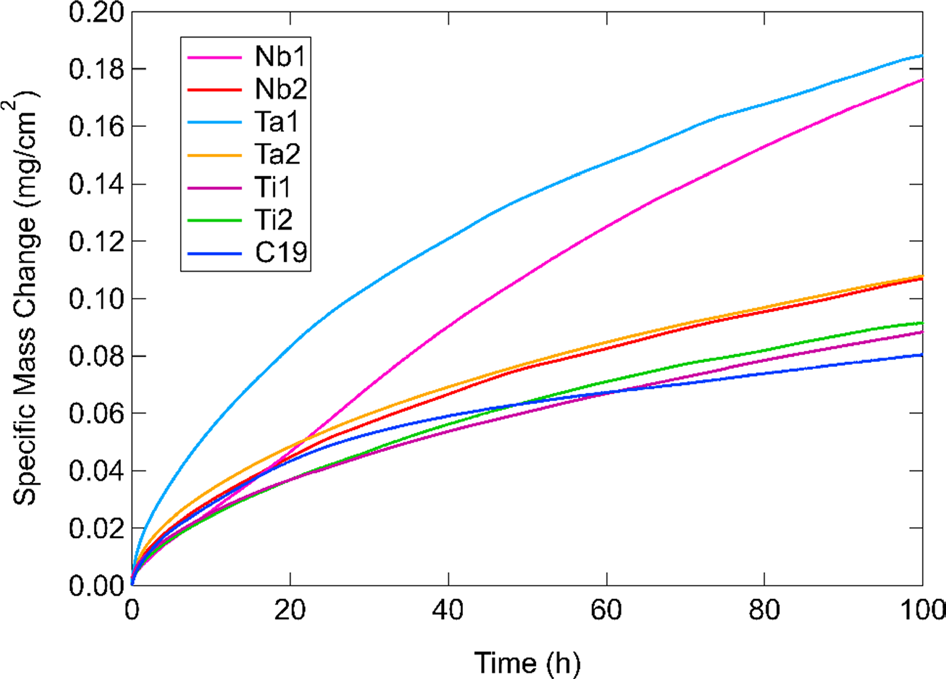 0.20
0.18
0.16
0.14
0.12
0.10
0.08
0.06
0.04
0.02
0.00
Specific Mass Change (mg/cm²)
Nb1
Nb2
Ta1
Ta2
Ti1
Ti2
C19
0 20 40 60 80 100
Time (h)